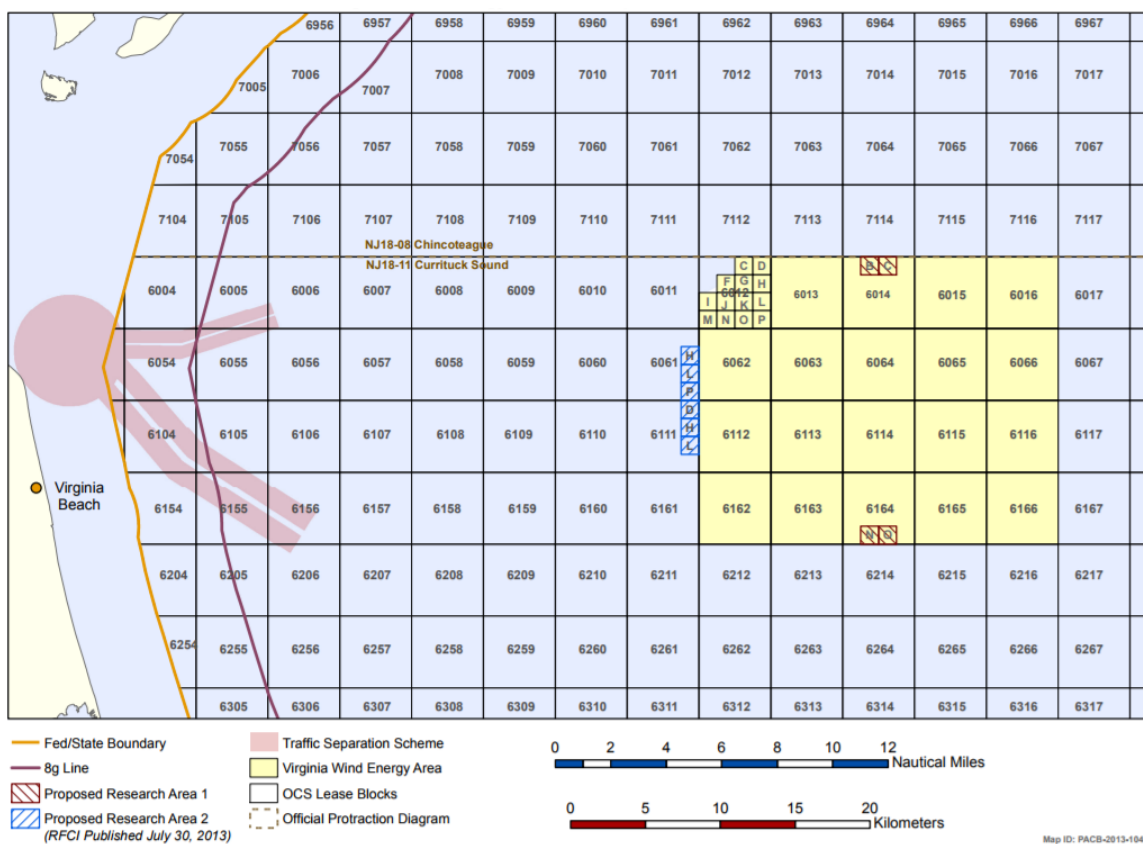 6956 6957 6958 6959 6960 6961 6962 6963 6964 6965 6966 6967
7005 7006 7007 7008 7009 7010 7011 7012 7013 7014 7015 7016 7017
7054 7055 7056 7057 7058 7059 7060 7061 7062 7063 7064 7065 7066 7067
7104 7105 7106 7107 7108 7109 7110 7111 7112 7113 7114 7115 7116 7117
NJ18-08 Chincoteague
NJ18-11 Currituck Sound
C D B C
F G H
6004 6005 6006 6007 6008 6009 6010 6011 6012 6013 6014 6015 6016 6017
I J K L
M N O P
6054 6055 6056 6057 6058 6059 6060 6061 6062 6063 6064 6065 6066 6067
H
L
P
D
6104 6105 6106 6107 6108 6109 6110 6111 6112 6113 6114 6115 6116 6117
H
L
Virginia
Beach
6154 6155 6156 6157 6158 6159 6160 6161 6162 6163 6164 6165 6166 6167
N O
6204 6205 6206 6207 6208 6209 6210 6211 6212 6213 6214 6215 6216 6217
6254 6255 6256 6257 6258 6259 6260 6261 6262 6263 6264 6265 6266 6267
6305 6306 6307 6308 6309 6310 6311 6312 6313 6314 6315 6316 6317
Fed/State Boundary
8g Line
Proposed Research Area 1
Proposed Research Area 2
(RFCI Published July 30, 2013)
Traffic Separation Scheme
Virginia Wind Energy Area
OCS Lease Blocks
Official Protraction Diagram
0 2 4 6 8 10 12
Nautical Miles
0 5 10 15 20
Kilometers
Map ID: PACB-2013-104